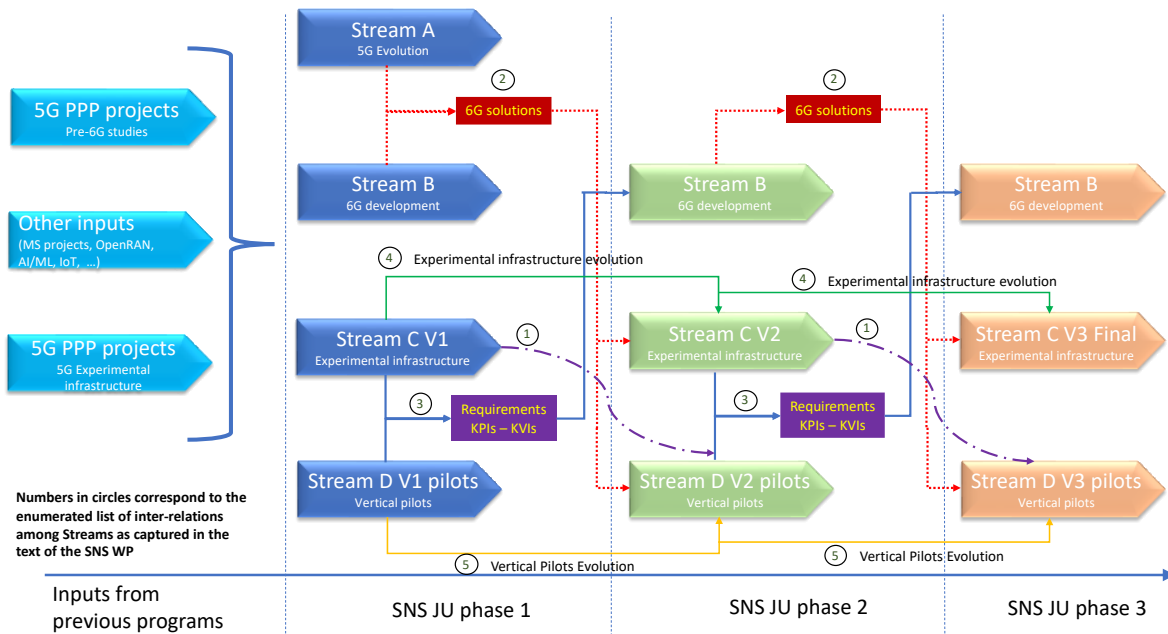 Stream A
5G Evolution
2
2
5G PPP projects
Pre-6G studies
6G solutions
6G solutions
Stream B
6G development
Stream B
6G development
Stream B
6G development
Other inputs
(MS projects, OpenRAN,
AI/ML, IoT, …)
4
Experimental infrastructure evolution
4
Experimental infrastructure evolution
5G PPP projects
5G Experimental
infrastructure
Stream C V1
Experimental infrastructure
1
Stream C V2
Experimental infrastructure
1
Stream C V3 Final
Experimental infrastructure
3
Requirements
KPIs – KVIs
3
Requirements
KPIs – KVIs
Stream D V1 pilots
Vertical pilots
Stream D V2 pilots
Vertical pilots
Stream D V3 pilots
Vertical pilots
Numbers in circles correspond to the
enumerated list of inter-relations
among Streams as captured in the
text of the SNS WP
5
Vertical Pilots Evolution
5
Vertical Pilots Evolution
Inputs from
previous programs
SNS JU phase 1
SNS JU phase 2
SNS JU phase 3